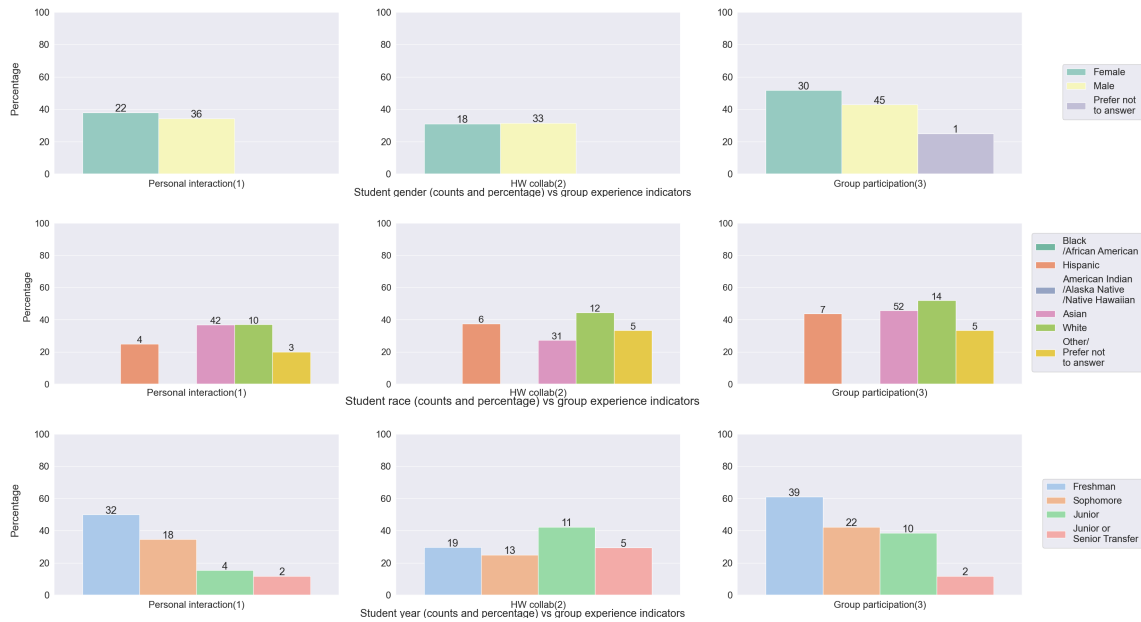 100
80
60
40
20
0
Percentage
22
36
Personal interaction(1)
100
80
60
40
20
0
18
33
HW collab(2)
100
80
60
40
20
0
30
45
1
Group participation(3)
Female
Male
Prefer not
to answer
Student gender (counts and percentage) vs group experience indicators
100
80
60
40
20
0
Percentage
4
42
10
3
Personal interaction(1)
100
80
60
40
20
0
6
31
12
5
HW collab(2)
100
80
60
40
20
0
7
52
14
5
Group participation(3)
Black
/African American
Hispanic
American Indian
/Alaska Native
/Native Hawaiian
Asian
White
Other/
Prefer not
to answer
Student race (counts and percentage) vs group experience indicators
100
80
60
40
20
0
Percentage
32
18
4
2
Personal interaction(1)
100
80
60
40
20
0
19
13
11
5
HW collab(2)
100
80
60
40
20
0
39
22
10
2
Group participation(3)
Freshman
Sophomore
Junior
Junior or
Senior Transfer
Student year (counts and percentage) vs group experience indicators